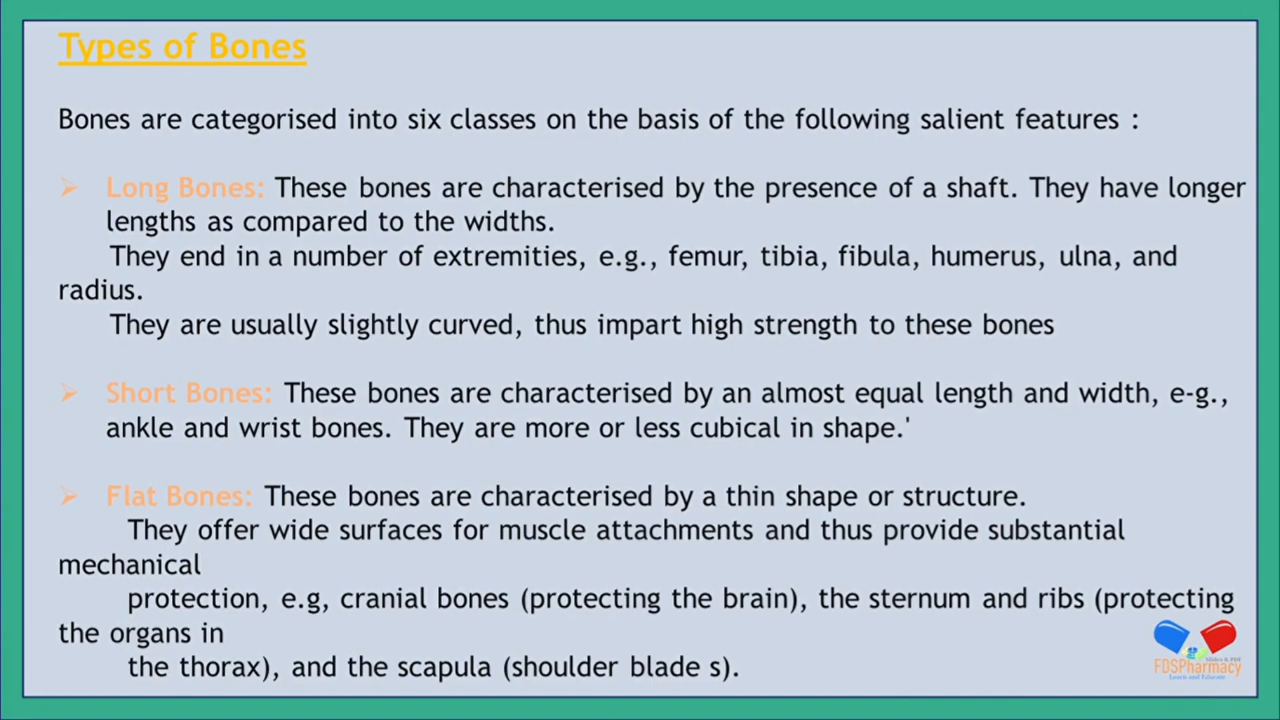 Types of Bones
Bones are categorised into six classes on the basis of the following salient features :
➢ Long Bones: These bones are characterised by the presence of a shaft. They have longer
lengths as compared to the widths.
They end in a number of extremities, e.g., femur, tibia, fibula, humerus, ulna, and
radius.
They are usually slightly curved, thus impart high strength to these bones
➢ Short Bones: These bones are characterised by an almost equal length and width, e-g.,
ankle and wrist bones. They are more or less cubical in shape.'
➢ Flat Bones: These bones are characterised by a thin shape or structure.
They offer wide surfaces for muscle attachments and thus provide substantial
mechanical
protection, e.g, cranial bones (protecting the brain), the sternum and ribs (protecting
the organs in
the thorax), and the scapula (shoulder blade s).
Slides & PDF
FDSPharmacy
Learn and Educate